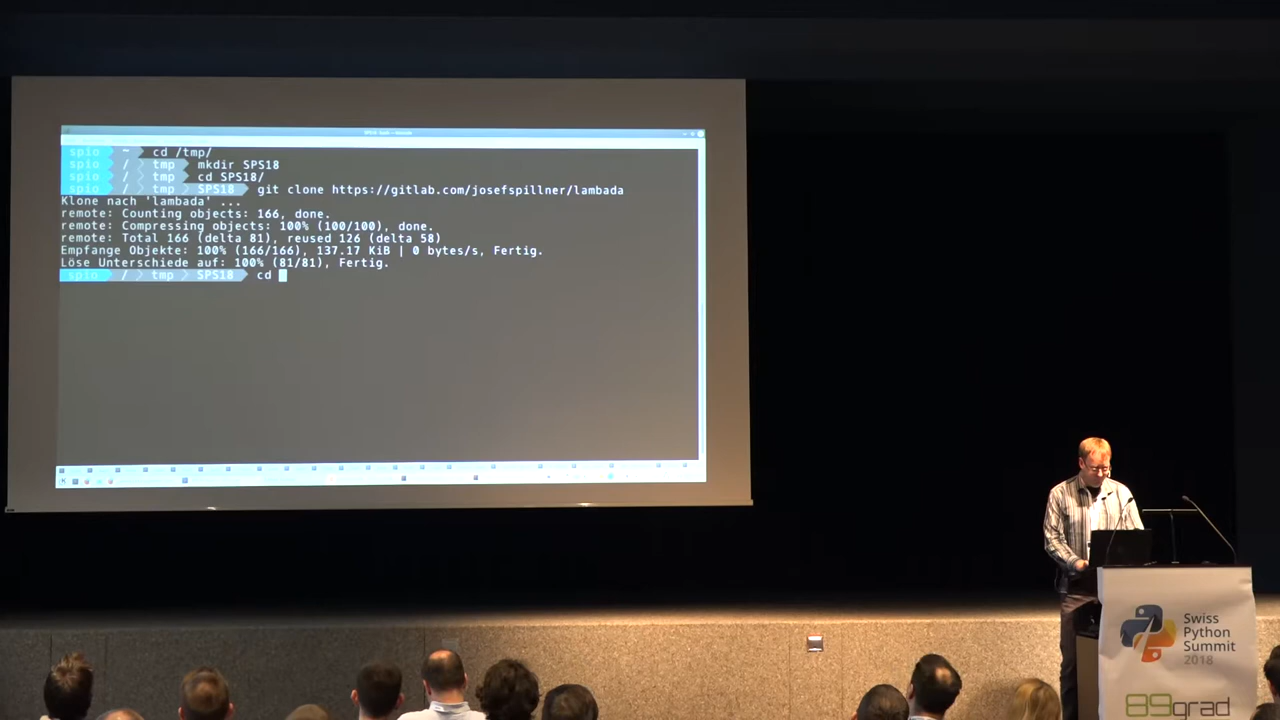 spio ~ cd /tmp/
spio / tmp mkdir SPS18
spio / tmp cd SPS18/
spio / tmp SPS18 git clone https://gitlab.com/josefspillner/lambada
Klone nach 'lambada' ...
remote: Counting objects: 166, done.
remote: Compressing objects: 100% (100/100), done.
remote: Total 166 (delta 81), reused 126 (delta 58)
Empfange Objekte: 100% (166/166), 137.17 KiB | 0 bytes/s, Fertig.
Löse Unterschiede auf: 100% (81/81), Fertig.
spio / tmp SPS18 cd
Swiss
Python
Summit
2018
89grad